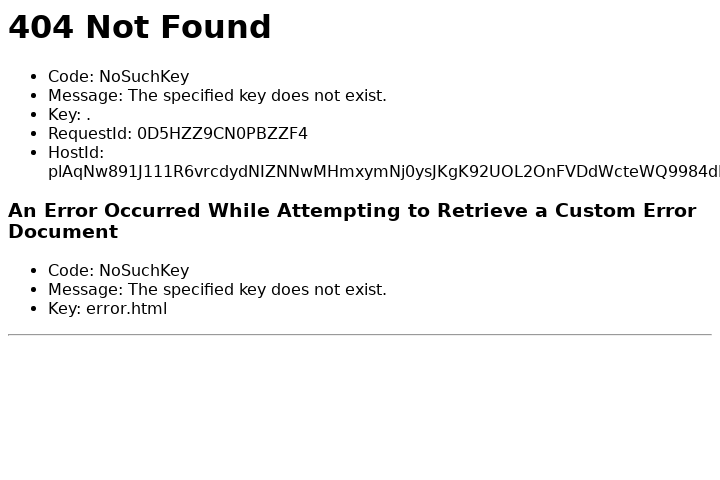 404 Not Found
• Code: NoSuchKey
• Message: The specified key does not exist.
• Key: .
• RequestId: 0D5HZZ9CN0PBZZF4
• HostId:
plAqNw891J111R6vrcdydNIZNNwMHmxymNj0ysJKgK92UOL2OnFVDdWcteWQ9984dl
An Error Occurred While Attempting to Retrieve a Custom Error
Document
• Code: NoSuchKey
• Message: The specified key does not exist.
• Key: error.html